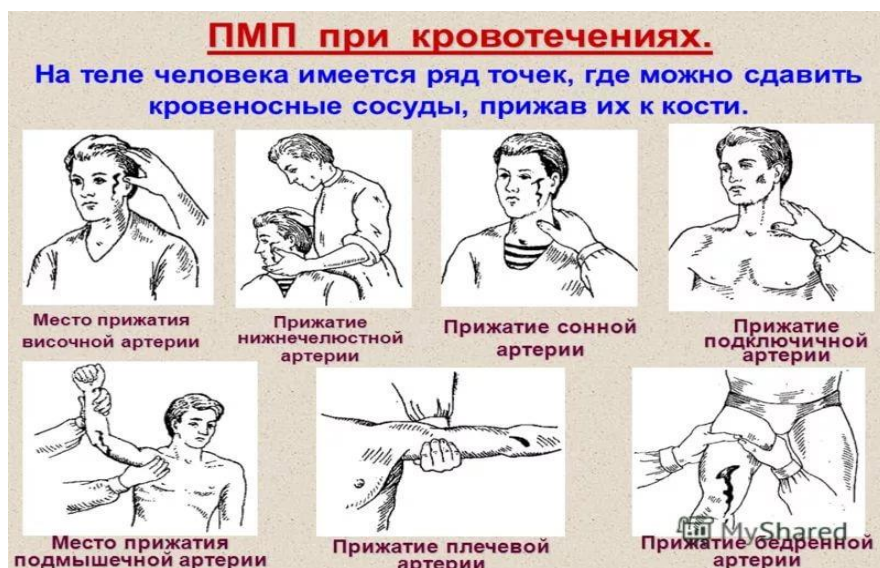 ПМП при кровотечениях.
На теле человека имеется ряд точек, где можно сдавить
кровеносные сосуды, прижав их к кости.
Место прижатия
височной артерии
Прижатие
нижнечелюстной
артерии
Прижатие сонной
артерии
Прижатие
подключичной
артерии
Место прижатия
подмышечной артерии
Прижатие плечевой
артерии
Прижатие бедренной
артерии
MyShared